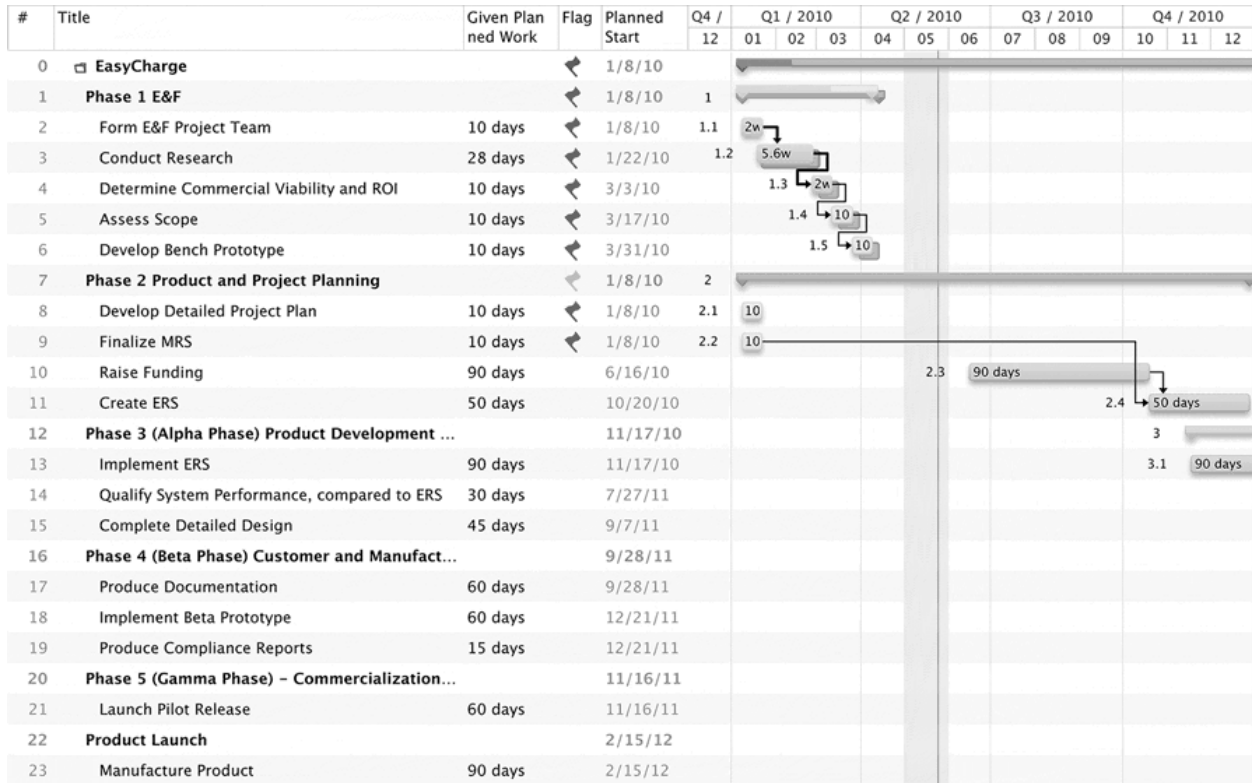 # Title Given Plan Flag Planned Q4 / Q1 / 2010 Q2 / 2010 Q3 / 2010 Q4 / 2010
ned Work Start 12 01 02 03 04 05 06 07 08 09 10 11 12
0 EasyCharge 1/8/10
1 Phase 1 E&F 1/8/10 1
2 Form E&F Project Team 10 days 1/8/10 1.1 2w
3 Conduct Research 28 days 1/22/10 1.2 5.6w
4 Determine Commercial Viability and ROI 10 days 3/3/10 1.3 2w
5 Assess Scope 10 days 3/17/10 1.4 10
6 Develop Bench Prototype 10 days 3/31/10 1.5 10
7 Phase 2 Product and Project Planning 1/8/10 2
8 Develop Detailed Project Plan 10 days 1/8/10 2.1 10
9 Finalize MRS 10 days 1/8/10 2.2 10
10 Raise Funding 90 days 6/16/10 2.3 90 days
11 Create ERS 50 days 10/20/10 2.4 50 days
12 Phase 3 (Alpha Phase) Product Development ... 11/17/10 3
13 Implement ERS 90 days 11/17/10 3.1 90 days
14 Qualify System Performance, compared to ERS 30 days 7/27/11
15 Complete Detailed Design 45 days 9/7/11
16 Phase 4 (Beta Phase) Customer and Manufact... 9/28/11
17 Produce Documentation 60 days 9/28/11
18 Implement Beta Prototype 60 days 12/21/11
19 Produce Compliance Reports 15 days 12/21/11
20 Phase 5 (Gamma Phase) – Commercialization... 11/16/11
21 Launch Pilot Release 60 days 11/16/11
22 Product Launch 2/15/12
23 Manufacture Product 90 days 2/15/12